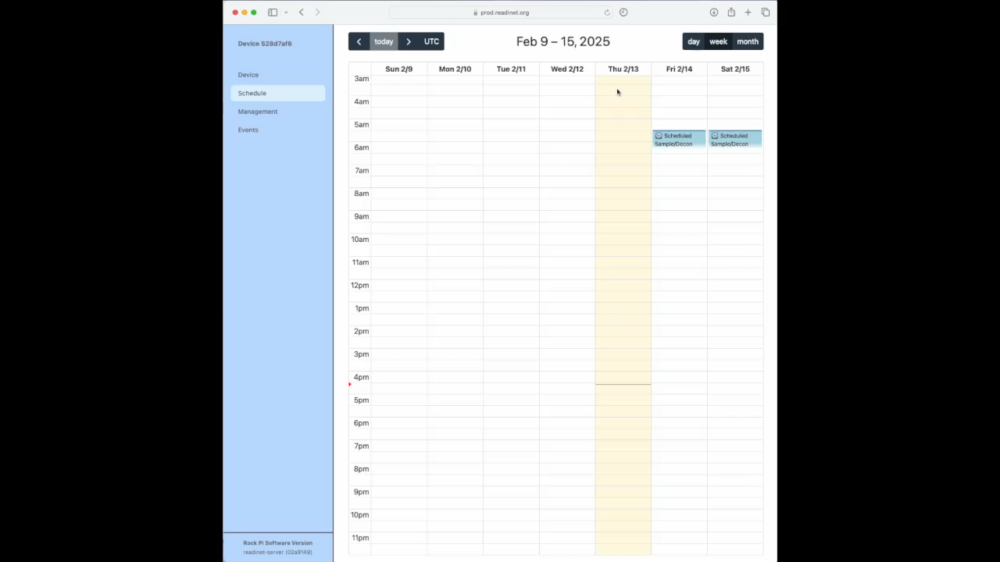 prod.readinet.org
Device 528d7af6
Device
Schedule
Management
Events
Rock Pi Software Version
readinet-server (02a9149)
today
UTC
Feb 9 – 15, 2025
day
week
month
Sun 2/9
Mon 2/10
Tue 2/11
Wed 2/12
Thu 2/13
Fri 2/14
Sat 2/15
3am
4am
5am
Scheduled
Sample/Decon
Scheduled
Sample/Decon
6am
7am
8am
9am
10am
11am
12pm
1pm
2pm
3pm
4pm
5pm
6pm
7pm
8pm
9pm
10pm
11pm